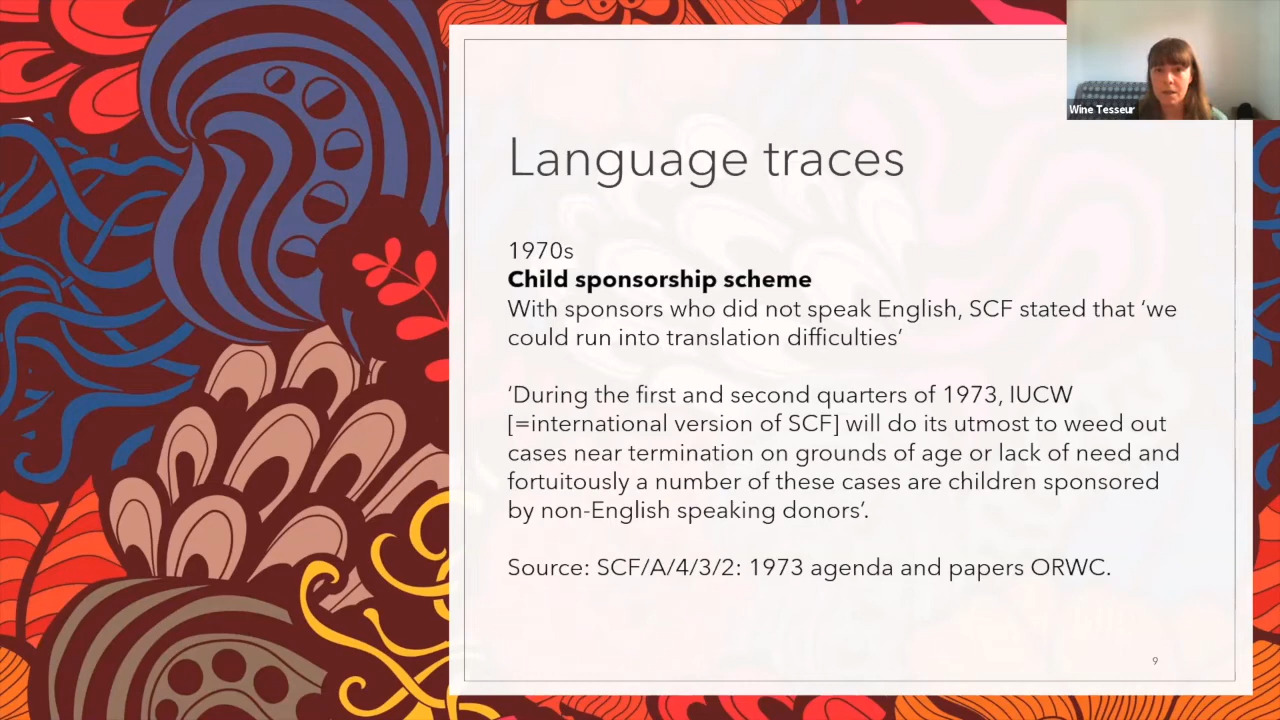 Wine Tesseur
Language traces
1970s
Child sponsorship scheme
With sponsors who did not speak English, SCF stated that ‘we
could run into translation difficulties’
‘During the first and second quarters of 1973, IUCW
[=international version of SCF] will do its utmost to weed out
cases near termination on grounds of age or lack of need and
fortuitously a number of these cases are children sponsored
by non-English speaking donors’.
Source: SCF/A/4/3/2: 1973 agenda and papers ORWC.
9